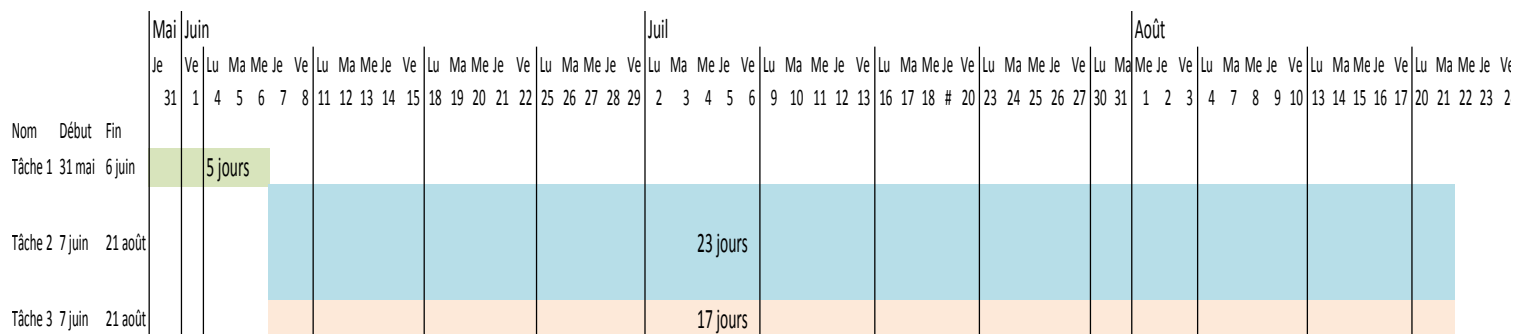 Mai Juin Juil Août
Je Ve Lu Ma Me Je Ve Lu Ma Me Je Ve Lu Ma Me Je Ve Lu Ma Me Je Ve Lu Ma Me Je Ve Lu Ma Me Je Ve Lu Ma Me Je Ve Lu Ma Me Je Ve Lu Ma Me Je Ve Lu Ma Me Je Ve Lu Ma Me Je Ve Lu Ma Me Je
31 1 4 5 6 7 8 11 12 13 14 15 18 19 20 21 22 25 26 27 28 29 2 3 4 5 6 9 10 11 12 13 16 17 18 # 20 23 24 25 26 27 30 31 1 2 3 4 7 8 9 10 13 14 15 16 17 20 21 22 23
Nom Début Fin
Tâche 1 31 mai 6 juin 5 jours
Tâche 2 7 juin 21 août 23 jours
Tâche 3 7 juin 21 août 17 jours